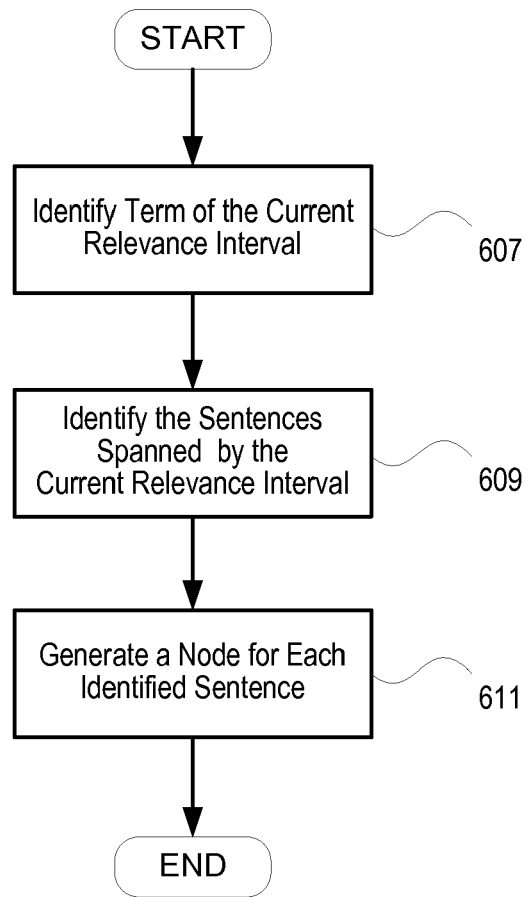 START
Identify Term of the Current
Relevance Interval
607
Identify the Sentences
Spanned by the
Current Relevance Interval
609
Generate a Node for Each
Identified Sentence
611
END